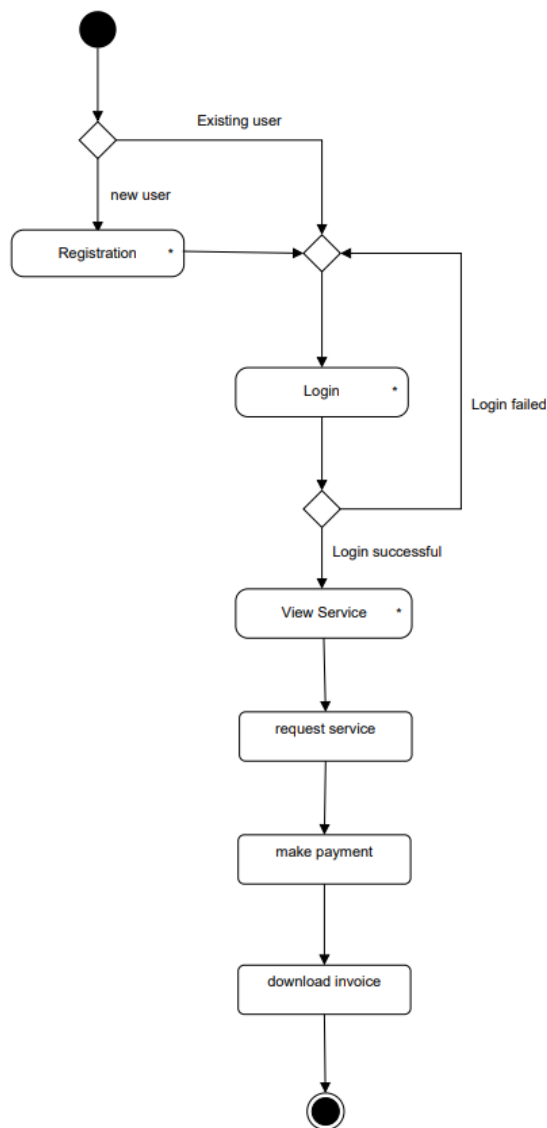 Existing user
new user
Registration *
Login *
Login failed
Login successful
View Service *
request service
make payment
download invoice